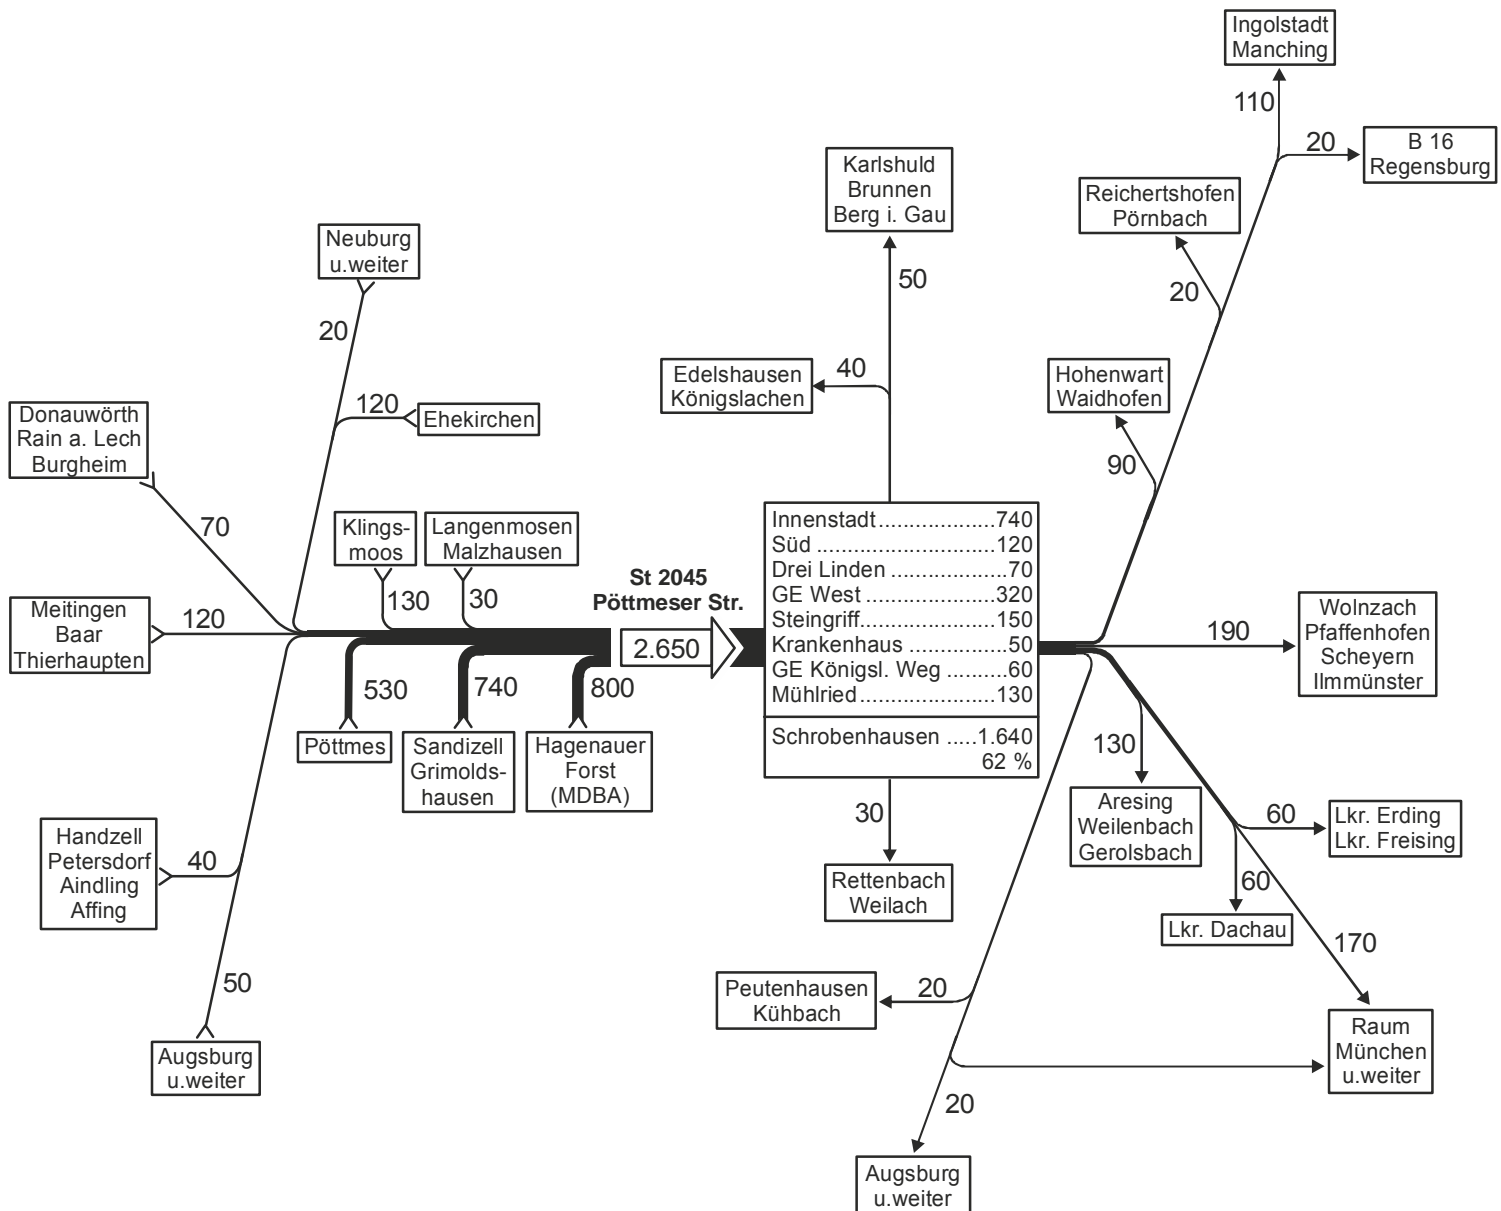 Ingolstadt
Manching
110
20
B 16
Regensburg
Karlshuld
Brunnen
Berg i. Gau
50
Reichertshofen
Pörnbach
20
Neuburg
u.weiter
20
40
Edelshausen
Königslachen
Hohenwart
Waidhofen
90
120
Ehekirchen
Donauwörth
Rain a. Lech
Burgheim
70
Klings-
moos
130
Langenmosen
Malzhausen
30
St 2045
Pöttmeser Str.
2.650
Meitingen
Baar
Thierhaupten
120
530
740
800
Pöttmes
Sandizell
Grimolds-
hausen
Hagenauer
Forst
(MDBA)
Innenstadt...................740
Süd .............................120
Drei Linden ...................70
GE West ......................320
Steingriff......................150
Krankenhaus .................50
GE Königsl. Weg ..........60
Mühlried......................130
Schrobenhausen .....1.640
62 %
190
Wolnzach
Pfaffenhofen
Scheyern
Ilmmünster
130
Aresing
Weilenbach
Gerolsbach
60
Lkr. Erding
Lkr. Freising
60
Lkr. Dachau
170
Raum
München
u.weiter
30
Rettenbach
Weilach
Handzell
Petersdorf
Aindling
Affing
40
50
Augsburg
u.weiter
Peutenhausen
Kühbach
20
20
Augsburg
u.weiter